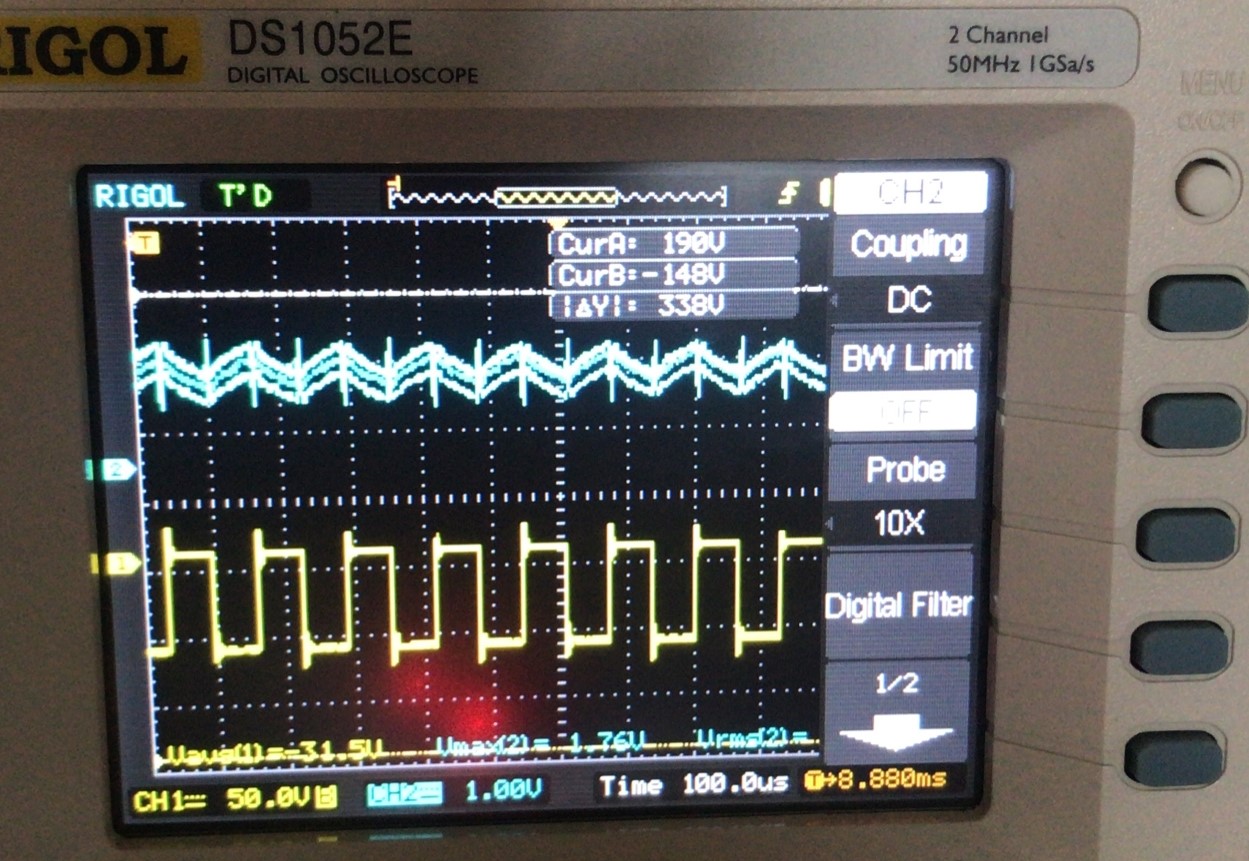 RIGOL DS1052E
DIGITAL OSCILLOSCOPE
2 Channel
50MHz 1GSa/s
MENU
ON/OFF
RIGOL T'D
CH2
T
CurA: 190V
CurB:-148V
|△Y|: 338V
Coupling
DC
BW Limit
OFF
Probe
10X
Digital Filter
1/2
2
1
Vavg(1)=-31.5V Vmax(2)= 1.76V Vrms(2)=
CH1 50.0V B CH2 1.00V Time 100.0us T→8.880ms